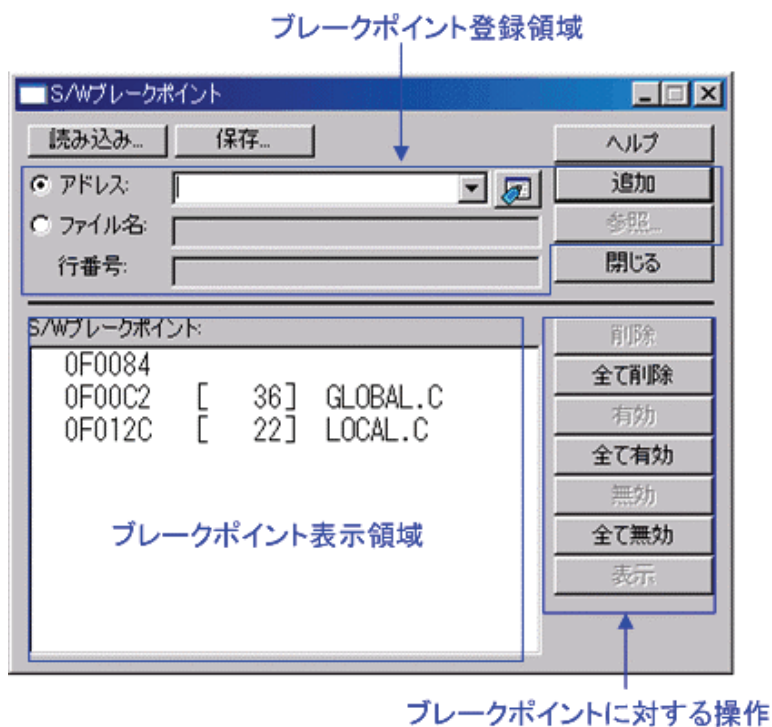 ブレークポイント登録領域
S/Wブレークポイント
読み込み...
保存...
ヘルプ
アドレス:
追加
ファイル名:
参照...
行番号:
閉じる
S/Wブレークポイント:
削除
0F0084
全て削除
0F00C2 [ 36] GLOBAL.C
有効
0F012C [ 22] LOCAL.C
全て有効
無効
ブレークポイント表示領域
全て無効
表示
ブレークポイントに対する操作